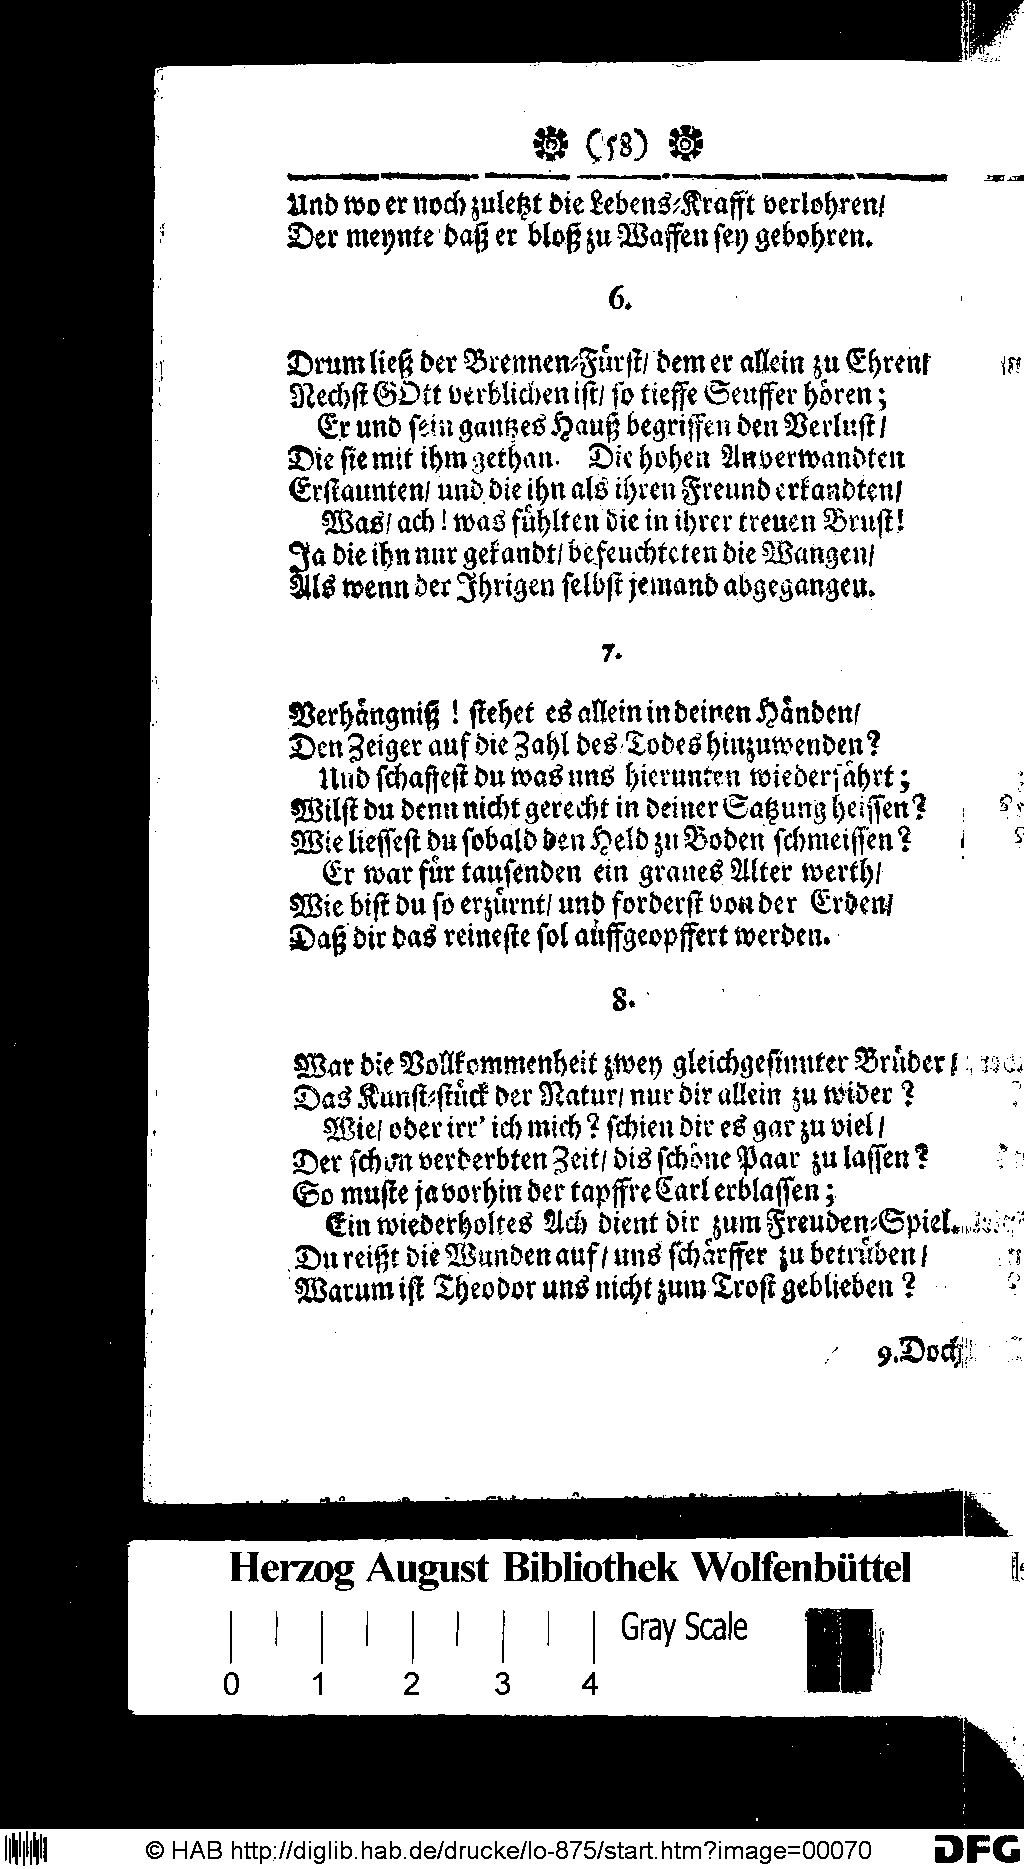 (58)
Und wo er noch zuletzt die Lebens-Krafft verlohren/
Der meynte daß er bloß zu Waffen sey gebohren.
6.
Drum ließ der Brennen-Fürst/ dem er allein zu Ehren/
Nechst GOtt verblichen ist/ so tieffe Seuffer hören;
Er und sein gantzes Hauß begriffen den Verlust/
Die sie mit ihm gethan. Die hohen Anverwandten
Erstaunten/ und die ihn als ihren Freund erkandten/
Was/ ach! was fühlten die in ihrer treuen Brust!
Ja die ihn nur gekandt/ befeuchteten die Wangen/
Als wenn der Ihrigen selbst jemand abgegangen.
7.
Verhängniß! stehet es allein in deinen Händen/
Den Zeiger auf die Zahl des Todes hinzuwenden?
Und schaffest du was uns hierunten wiederfährt;
Wilst du denn nicht gerecht in deiner Satzung heissen?
Wie liessest du sobald den Held zu Boden schmeissen?
Er war für tausenden ein graues Alter werth/
Wie bist du so erzürnt/ und forderst von der Erden/
Daß dir das reineste sol auffgeopffert werden.
8.
War die Vollkommenheit zwey gleichgesinnter Brüder/
Das Kunst-stück der Natur/ nur dir allein zu wider?
Wie/ oder irr' ich mich? schien dir es gar zu viel/
Der schon verderbten Zeit/ dis schöne Paar zu lassen?
So muste ja vorhin der tapffre Carl erblassen;
Ein wiederholtes Ach dient dir zum Freuden-Spiel.
Du reißt die Wunden auf/ uns schärffer zu betrüben/
Warum ist Theodor uns nicht zum Trost geblieben?
9. Doch
Herzog August Bibliothek Wolfenbüttel
Gray Scale
0 1 2 3 4
© HAB http://diglib.hab.de/drucke/lo-875/start.htm?image=00070
DFG